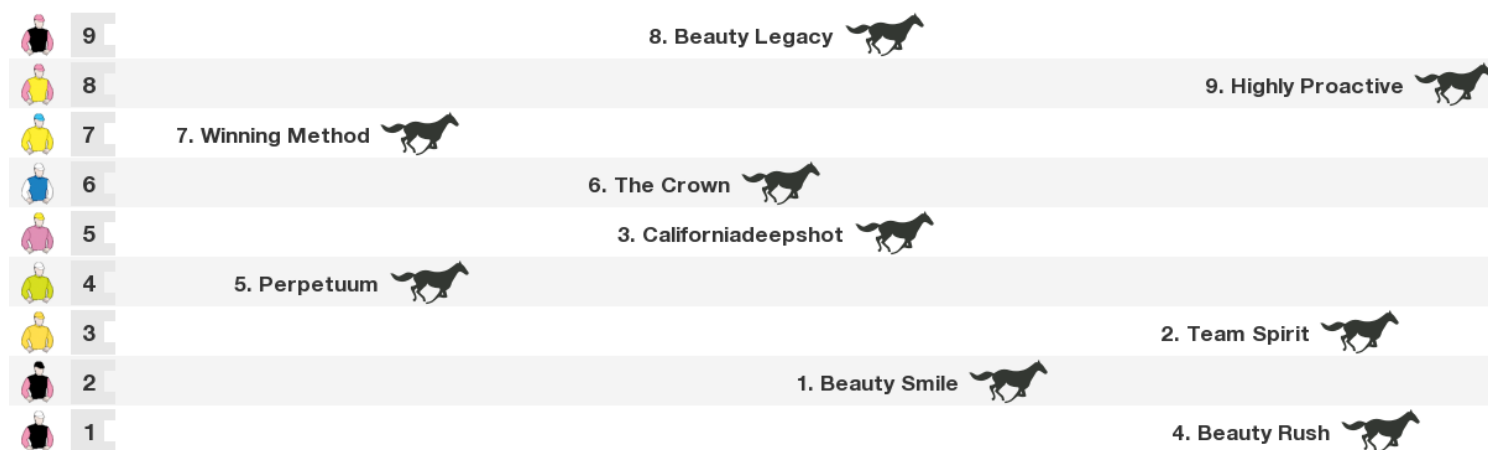 9 8. Beauty Legacy
8 9. Highly Proactive
7 7. Winning Method
6 6. The Crown
5 3. Californiadeepshot
4 5. Perpetuum
3 2. Team Spirit
2 1. Beauty Smile
1 4. Beauty Rush